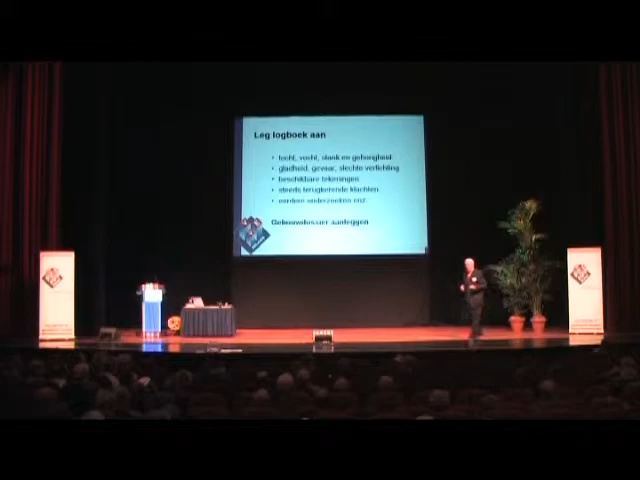 Leg logboek aan
• tocht, vocht, stank en gehorigheid
• gladheid, gevaar, slechte verlichting
• beschikbare tekeningen
• steeds terugkerende klachten
• eerdere onderzoeken enz.
Gebouwdossier aanleggen